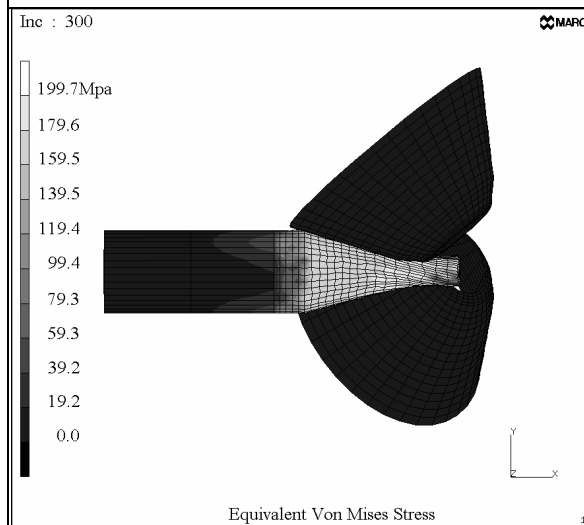 Inc : 300
MARC
199.7Mpa
179.6
159.5
139.5
119.4
99.4
79.3
59.3
39.2
19.2
0.0
Y
Z X
Equivalent Von Mises Stress
1